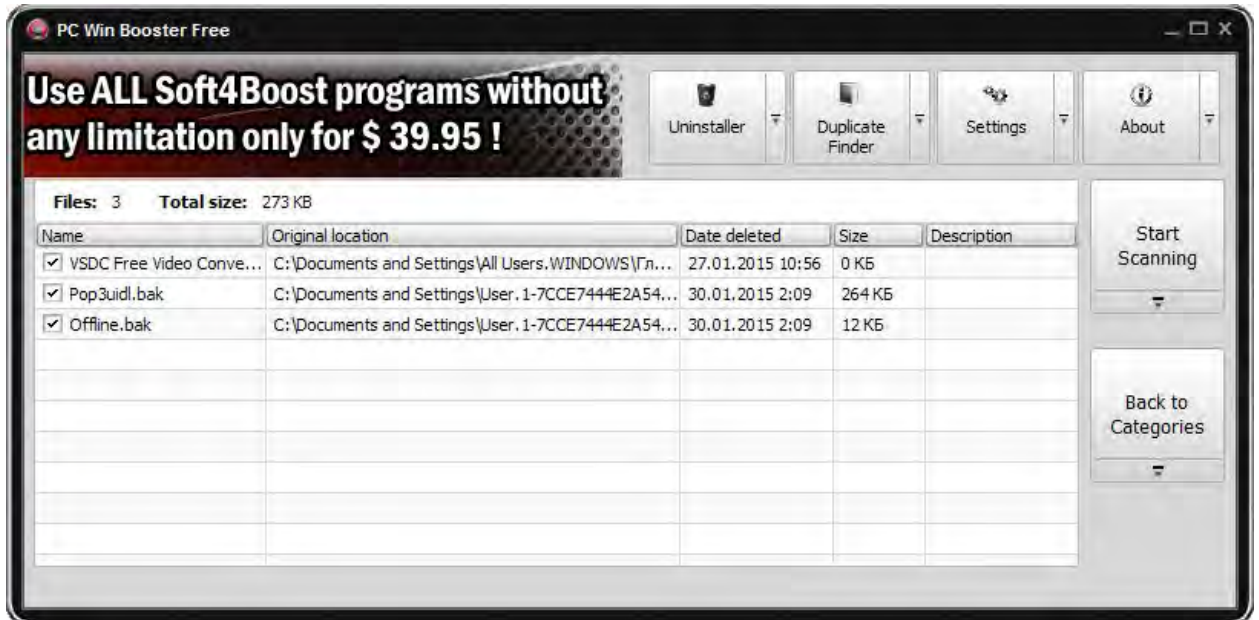 PC Win Booster Free
Use ALL Soft4Boost programs without
any limitation only for $ 39.95 !
Uninstaller
Duplicate
Finder
Settings
About
Files: 3 Total size: 273 KB
Name Original location Date deleted Size Description
VSDC Free Video Conve... C:\Documents and Settings\All Users.WINDOWS\Гл... 27.01.2015 10:56 0 КБ
Pop3uidl.bak C:\Documents and Settings\User.1-7CCE7444E2A54... 30.01.2015 2:09 264 КБ
Offline.bak C:\Documents and Settings\User.1-7CCE7444E2A54... 30.01.2015 2:09 12 КБ
Start
Scanning
Back to
Categories